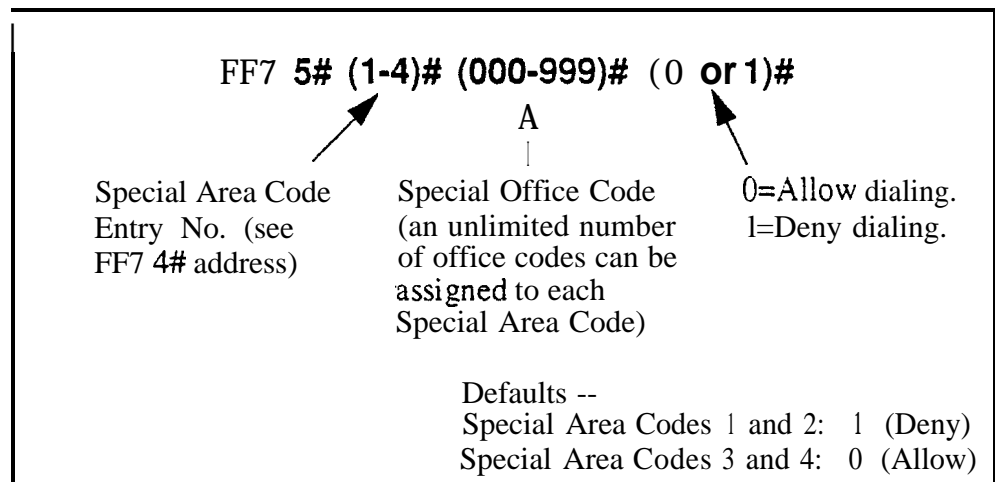 FF7 5# (1-4)# (000-999)# (0 or 1)#
A
Special Area Code
Entry No. (see
FF7 4# address)
Special Office Code
(an unlimited number
of office codes can be
assigned to each
Special Area Code)
0=Allow dialing.
1=Deny dialing.
Defaults --
Special Area Codes 1 and 2: 1 (Deny)
Special Area Codes 3 and 4: 0 (Allow)